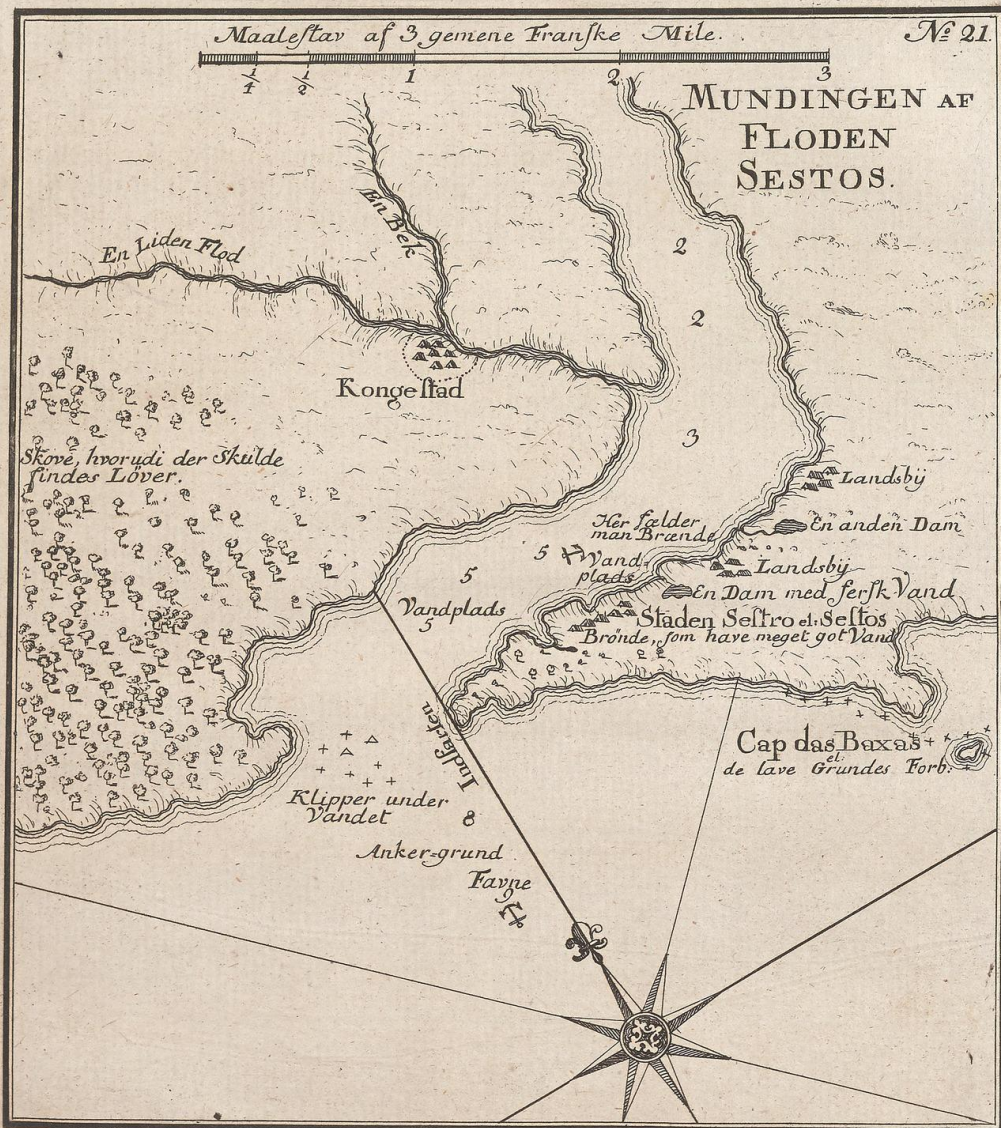 Maalestav af 3 gemene Franske Mile.
No 21.
1/4 1/2 1 2 3
MUNDINGEN AF
FLODEN
SESTOS.
En Bek
En Liden Flod
2
2
Kongestad
3
Skove, hvorudi der Skulde
findes Löver.
Landsbÿ
Her fælder
man Brænde
En anden Dam
5
Vand-
plads
Landsbÿ
5
En Dam med fersk Vand
Vandplads
5
Staden Sestro el: Sestos
Brönde, som have meget got Vand
Indfarten
Cap das Baxas
el:
de lave Grundes Forb:
Klipper under
Vandet
8
Anker=grund
Favne
9